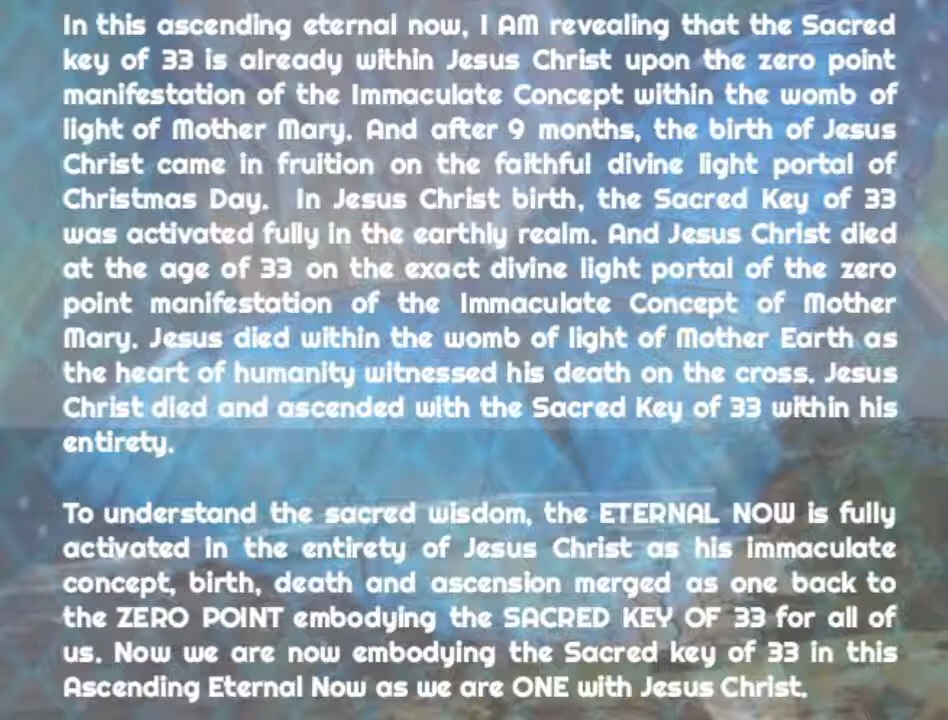 In this ascending eternal now, I AM revealing that the Sacred
key of 33 is already within Jesus Christ upon the zero point
manifestation of the Immaculate Concept within the womb of
light of Mother Mary. And after 9 months, the birth of Jesus
Christ came in fruition on the faithful divine light portal of
Christmas Day. In Jesus Christ birth, the Sacred Key of 33
was activated fully in the earthly realm. And Jesus Christ died
at the age of 33 on the exact divine light portal of the zero
point manifestation of the Immaculate Concept of Mother
Mary. Jesus died within the womb of light of Mother Earth as
the heart of humanity witnessed his death on the cross. Jesus
Christ died and ascended with the Sacred Key of 33 within his
entirety.
To understand the sacred wisdom, the ETERNAL NOW is fully
activated in the entirety of Jesus Christ as his immaculate
concept, birth, death and ascension merged as one back to
the ZERO POINT embodying the SACRED KEY OF 33 for all of
us. Now we are now embodying the Sacred key of 33 in this
Ascending Eternal Now as we are ONE with Jesus Christ.